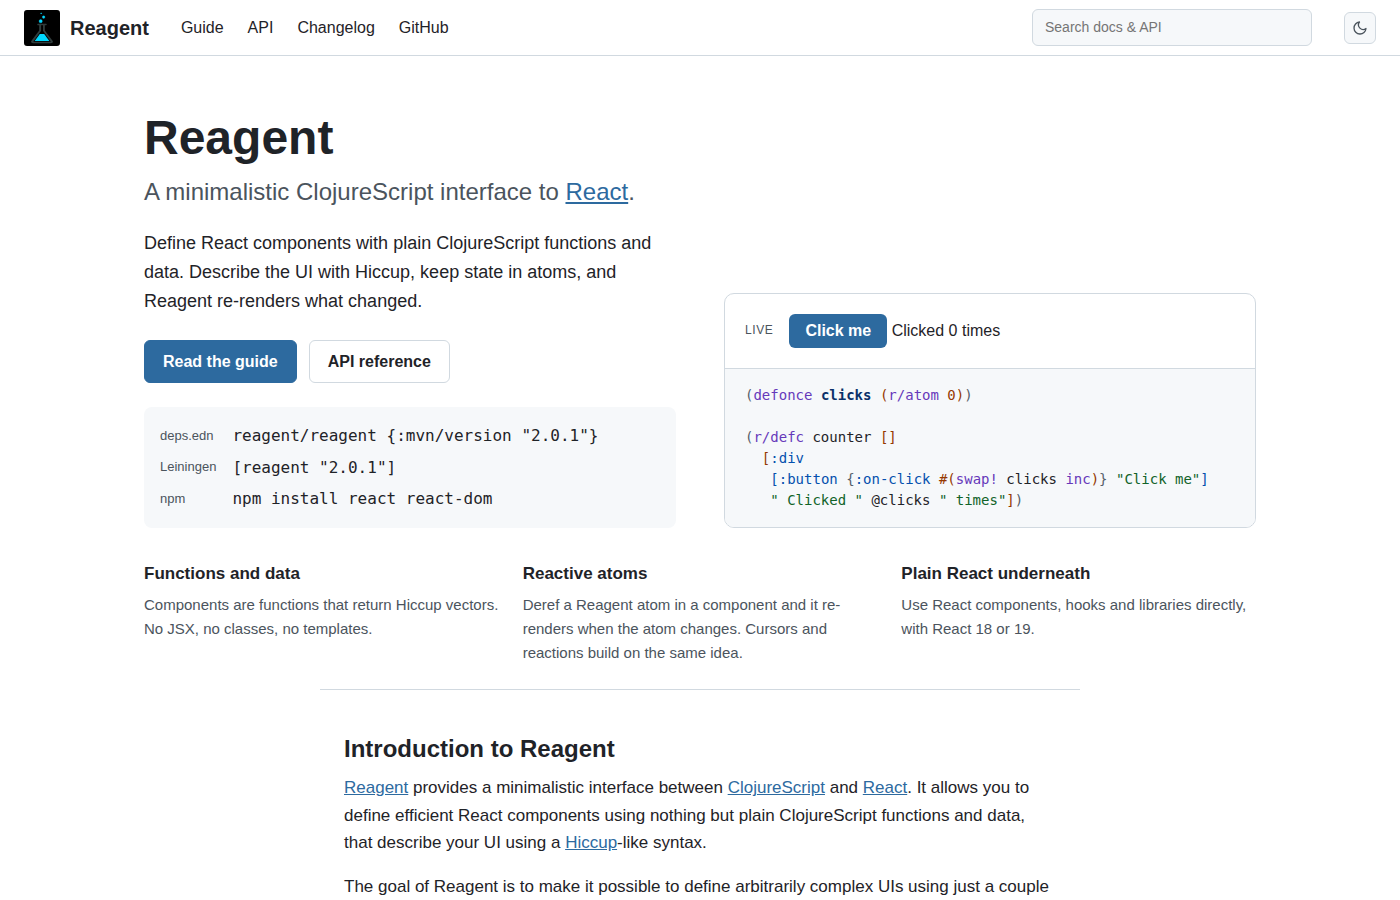 Reagent Guide API Changelog GitHub Search docs & API
Reagent
A minimalistic ClojureScript interface to React.
Define React components with plain ClojureScript functions and
data. Describe the UI with Hiccup, keep state in atoms, and
Reagent re-renders what changed.
Read the guide API reference
deps.edn reagent/reagent {:mvn/version "2.0.1"}
Leiningen [reagent "2.0.1"]
npm npm install react react-dom
LIVE Click me Clicked 0 times
(defonce clicks (r/atom 0))
(r/defc counter []
[:div
[:button {:on-click #(swap! clicks inc)} "Click me"]
" Clicked " @clicks " times"])
Functions and data
Components are functions that return Hiccup vectors.
No JSX, no classes, no templates.
Reactive atoms
Deref a Reagent atom in a component and it re-
renders when the atom changes. Cursors and
reactions build on the same idea.
Plain React underneath
Use React components, hooks and libraries directly,
with React 18 or 19.
Introduction to Reagent
Reagent provides a minimalistic interface between ClojureScript and React. It allows you to
define efficient React components using nothing but plain ClojureScript functions and data,
that describe your UI using a Hiccup-like syntax.
The goal of Reagent is to make it possible to define arbitrarily complex UIs using just a couple